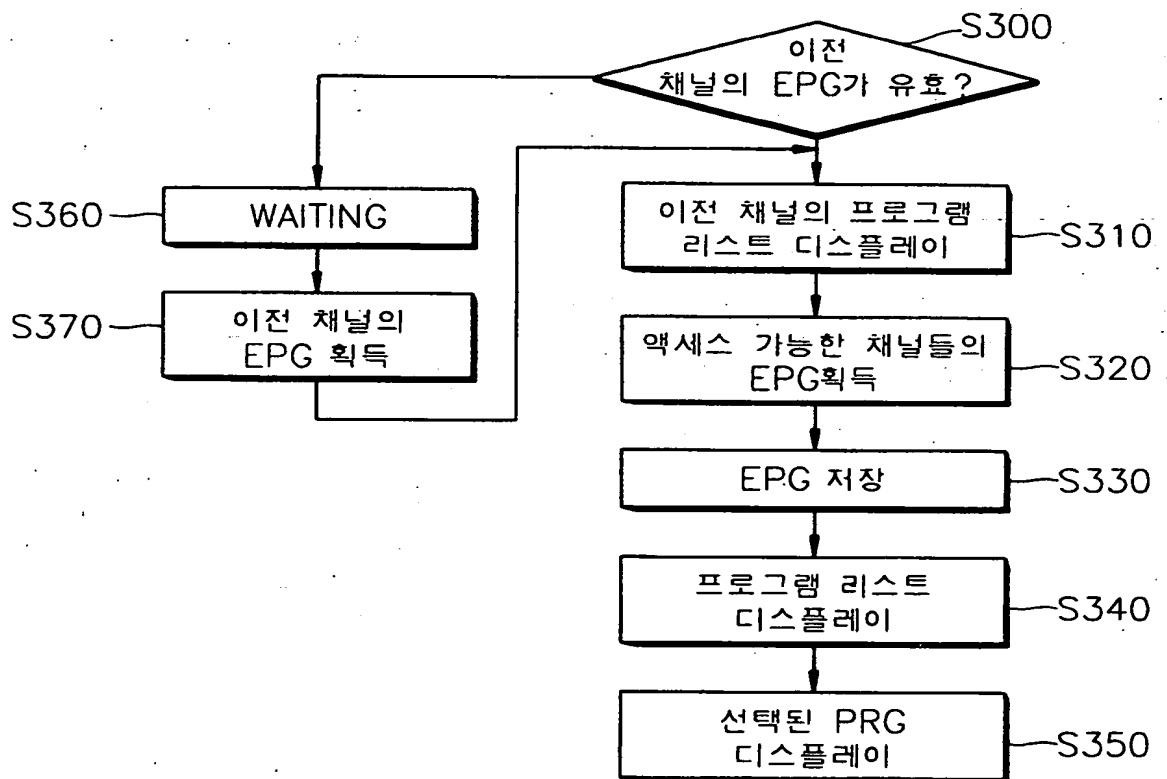 S300
이전
채널의 EPG가 유효?
S360
WAITING
이전 채널의 프로그램
리스트 디스플레이
S310
S370
이전 채널의
EPG 획득
액세스 가능한 채널들의
EPG획득
S320
EPG 저장
S330
프로그램 리스트
디스플레이
S340
선택된 PRG
디스플레이
S350